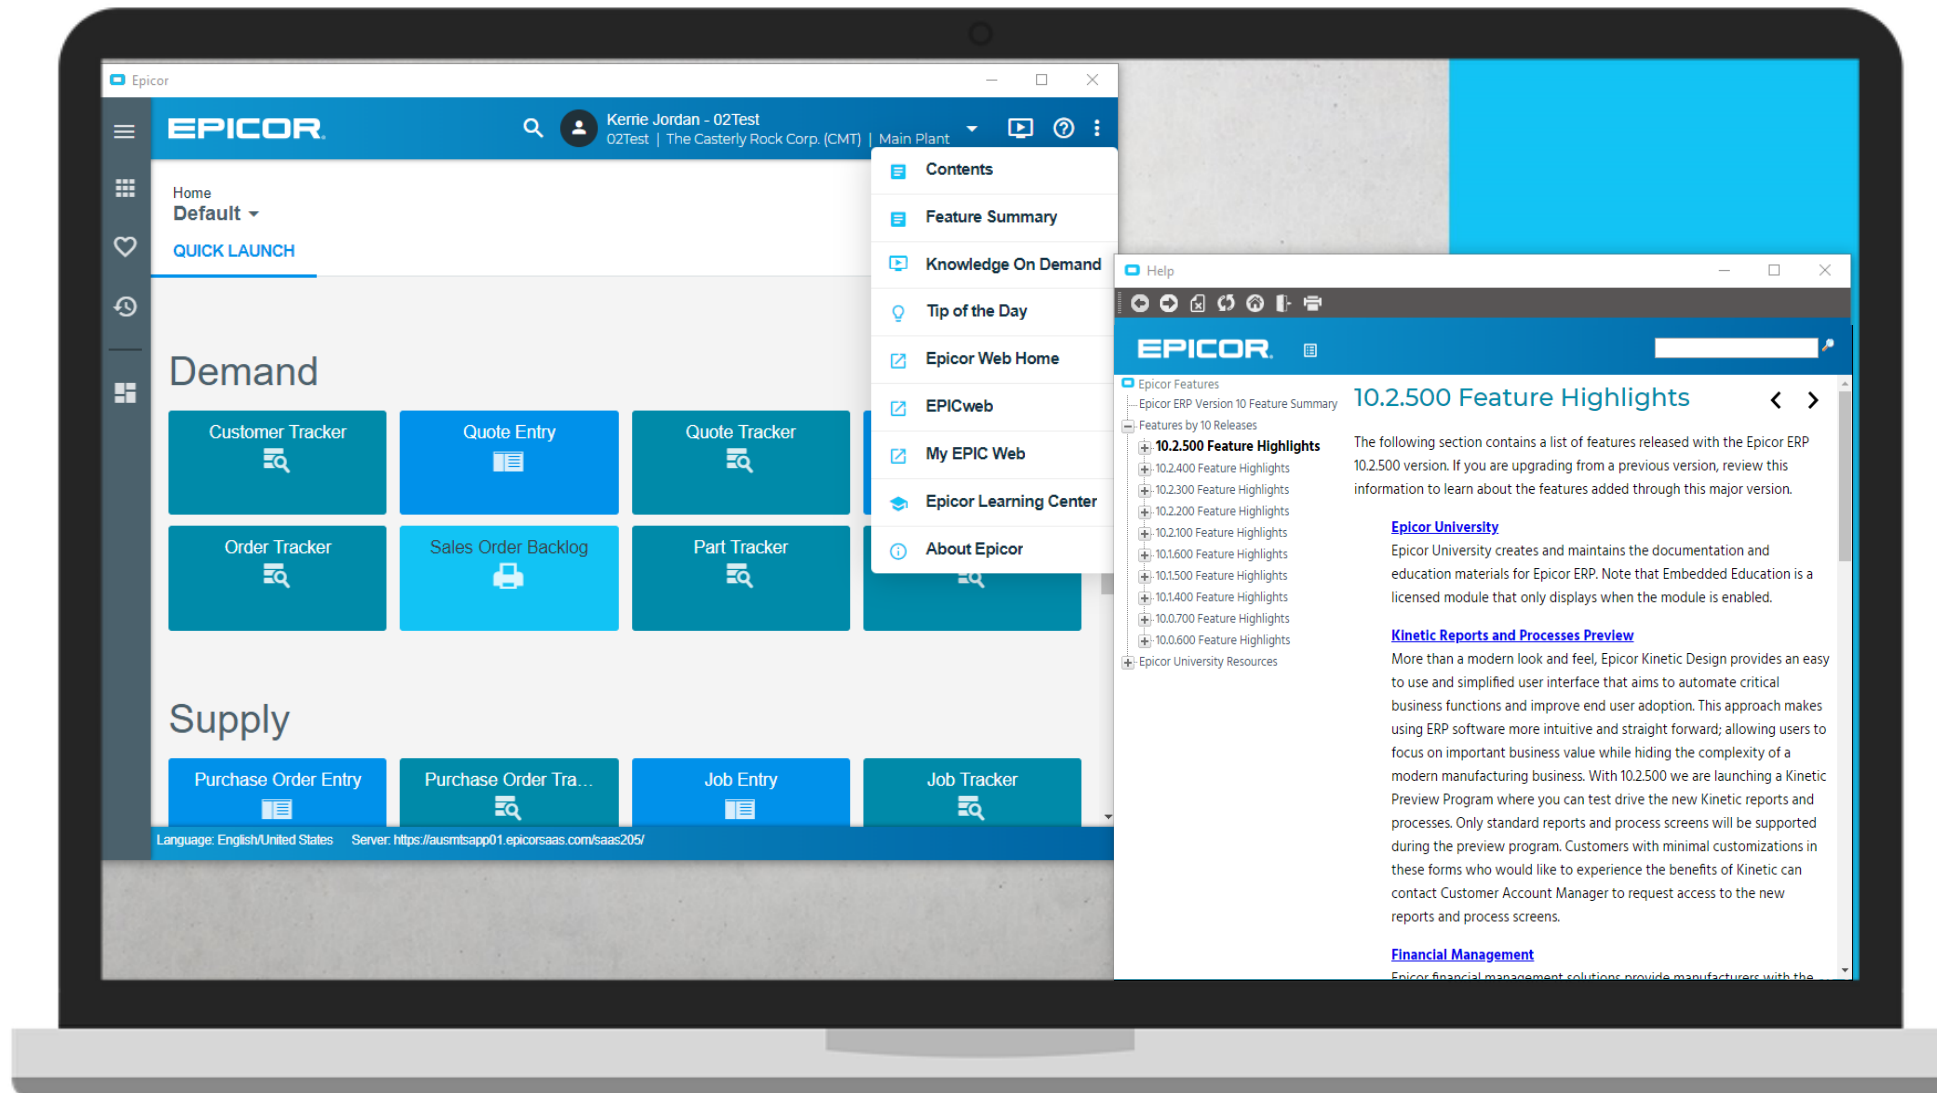 Epicor
EPICOR
Kerrie Jordan - 02Test
02Test | The Casterly Rock Corp. (CMT) | Main Plant
Home
Default
QUICK LAUNCH
Contents
Feature Summary
Knowledge On Demand
Tip of the Day
Epicor Web Home
EPICweb
My EPIC Web
Epicor Learning Center
About Epicor
Demand
Customer Tracker
Quote Entry
Quote Tracker
Order Tracker
Sales Order Backlog
Part Tracker
Supply
Purchase Order Entry
Purchase Order Tra...
Job Entry
Job Tracker
Language: English/United States Server: https://ausmtsapp01.epicorsaas.com/saas205/
Help
EPICOR
Epicor Features
Epicor ERP Version 10 Feature Summary
Features by 10 Releases
10.2.500 Feature Highlights
10.2.400 Feature Highlights
10.2.300 Feature Highlights
10.2.200 Feature Highlights
10.2.100 Feature Highlights
10.1.600 Feature Highlights
10.1.500 Feature Highlights
10.1.400 Feature Highlights
10.0.700 Feature Highlights
10.0.600 Feature Highlights
Epicor University Resources
10.2.500 Feature Highlights
The following section contains a list of features released with the Epicor ERP
10.2.500 version. If you are upgrading from a previous version, review this
information to learn about the features added through this major version.
Epicor University
Epicor University creates and maintains the documentation and
education materials for Epicor ERP. Note that Embedded Education is a
licensed module that only displays when the module is enabled.
Kinetic Reports and Processes Preview
More than a modern look and feel, Epicor Kinetic Design provides an easy
to use and simplified user interface that aims to automate critical
business functions and improve end user adoption. This approach makes
using ERP software more intuitive and straight forward; allowing users to
focus on important business value while hiding the complexity of a
modern manufacturing business. With 10.2.500 we are launching a Kinetic
Preview Program where you can test drive the new Kinetic reports and
processes. Only standard reports and process screens will be supported
during the preview program. Customers with minimal customizations in
these forms who would like to experience the benefits of Kinetic can
contact Customer Account Manager to request access to the new
reports and process screens.
Financial Management
Epicor financial management solutions provide manufacturers with the